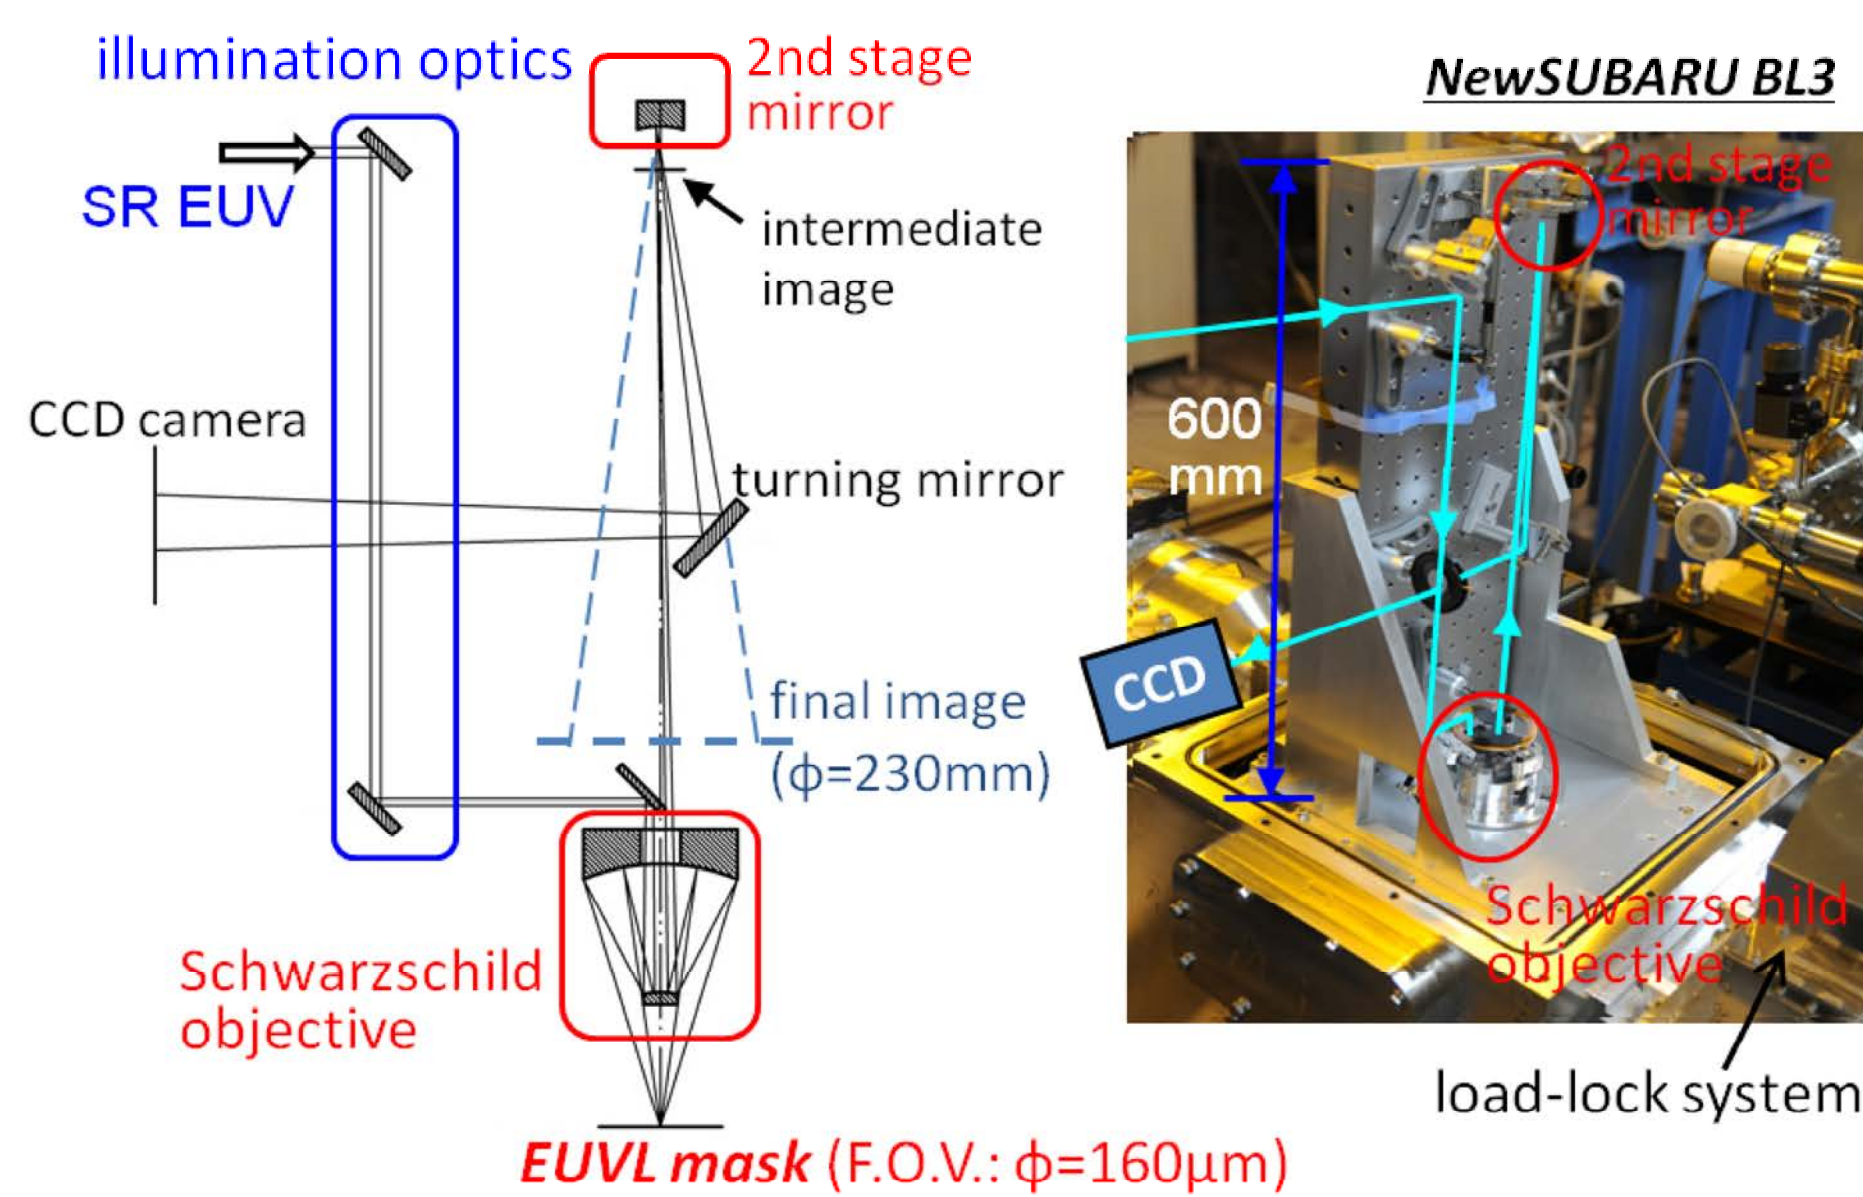 illumination optics
2nd stage
mirror
SR EUV
intermediate
image
CCD camera
turning mirror
final image
(ϕ=230mm)
Schwarzschild
objective
EUVL mask (F.O.V.: ϕ=160μm)
NewSUBARU BL3
2nd stage
mirror
600
mm
CCD
Schwarzschild
objective
load-lock system